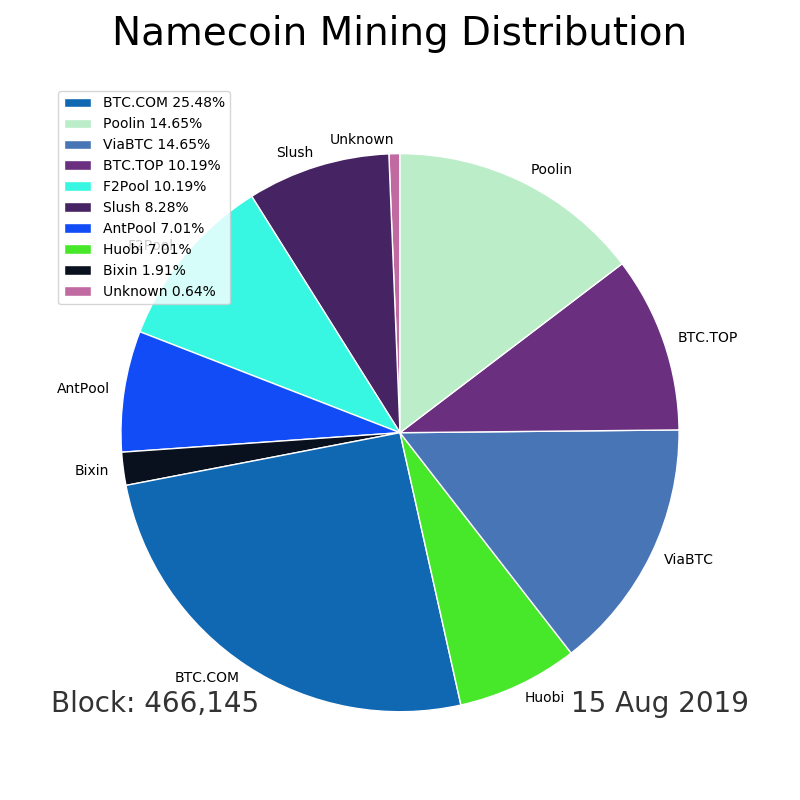 Namecoin Mining Distribution
BTC.COM 25.48%
Poolin 14.65%
ViaBTC 14.65%
BTC.TOP 10.19%
F2Pool 10.19%
Slush 8.28%
AntPool 7.01%
Huobi 7.01%
Bixin 1.91%
Unknown 0.64%
Unknown
Slush
Poolin
F2Pool
BTC.TOP
AntPool
Bixin
ViaBTC
BTC.COM
Huobi
Block: 466,145
15 Aug 2019